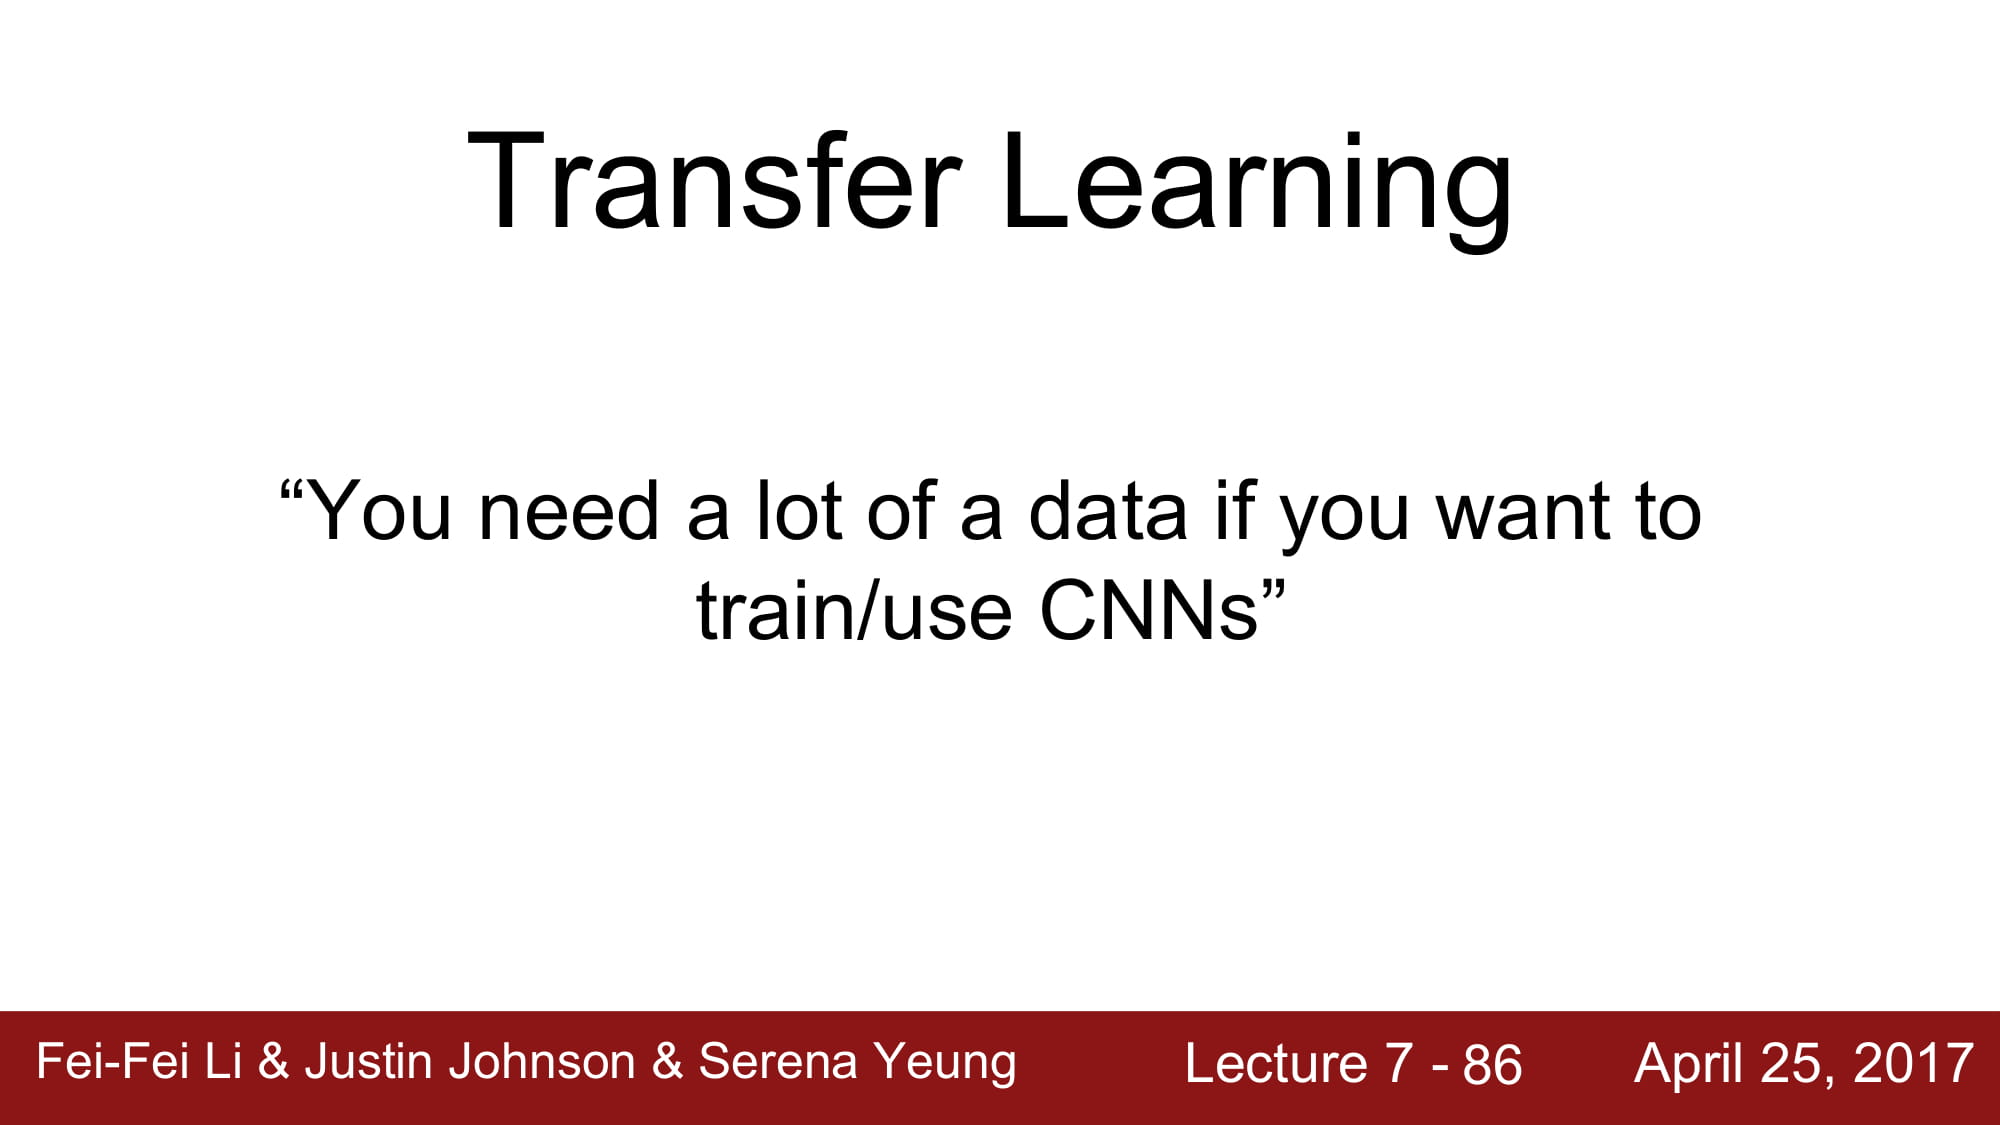 Transfer Learning
“You need a lot of a data if you want to
train/use CNNs”
Fei-Fei Li & Justin Johnson & Serena Yeung
Lecture 7 - 86
April 25, 2017